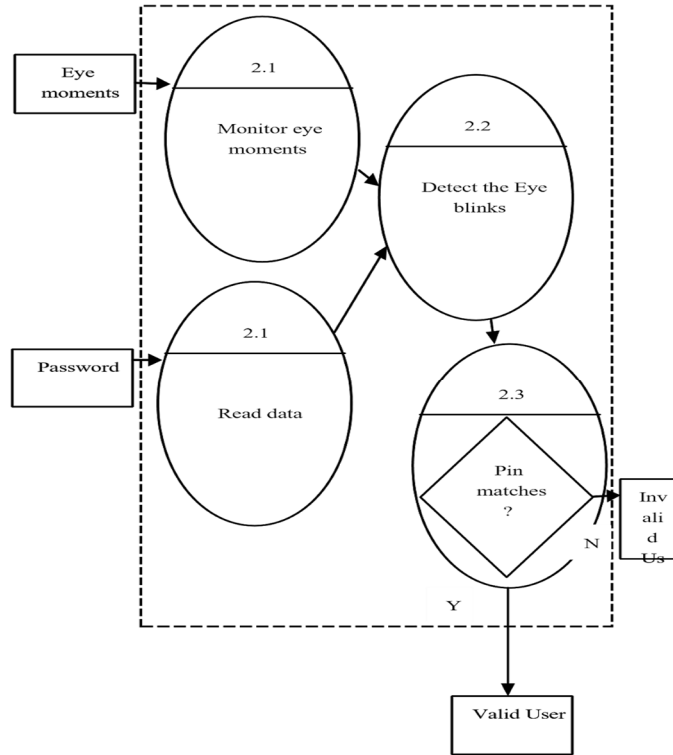 Eye
moments
2.1
Monitor eye
moments
2.2
Detect the Eye
blinks
Password
2.1
Read data
2.3
Pin
matches
?
N
Inv
ali
d
Us
Y
Valid User